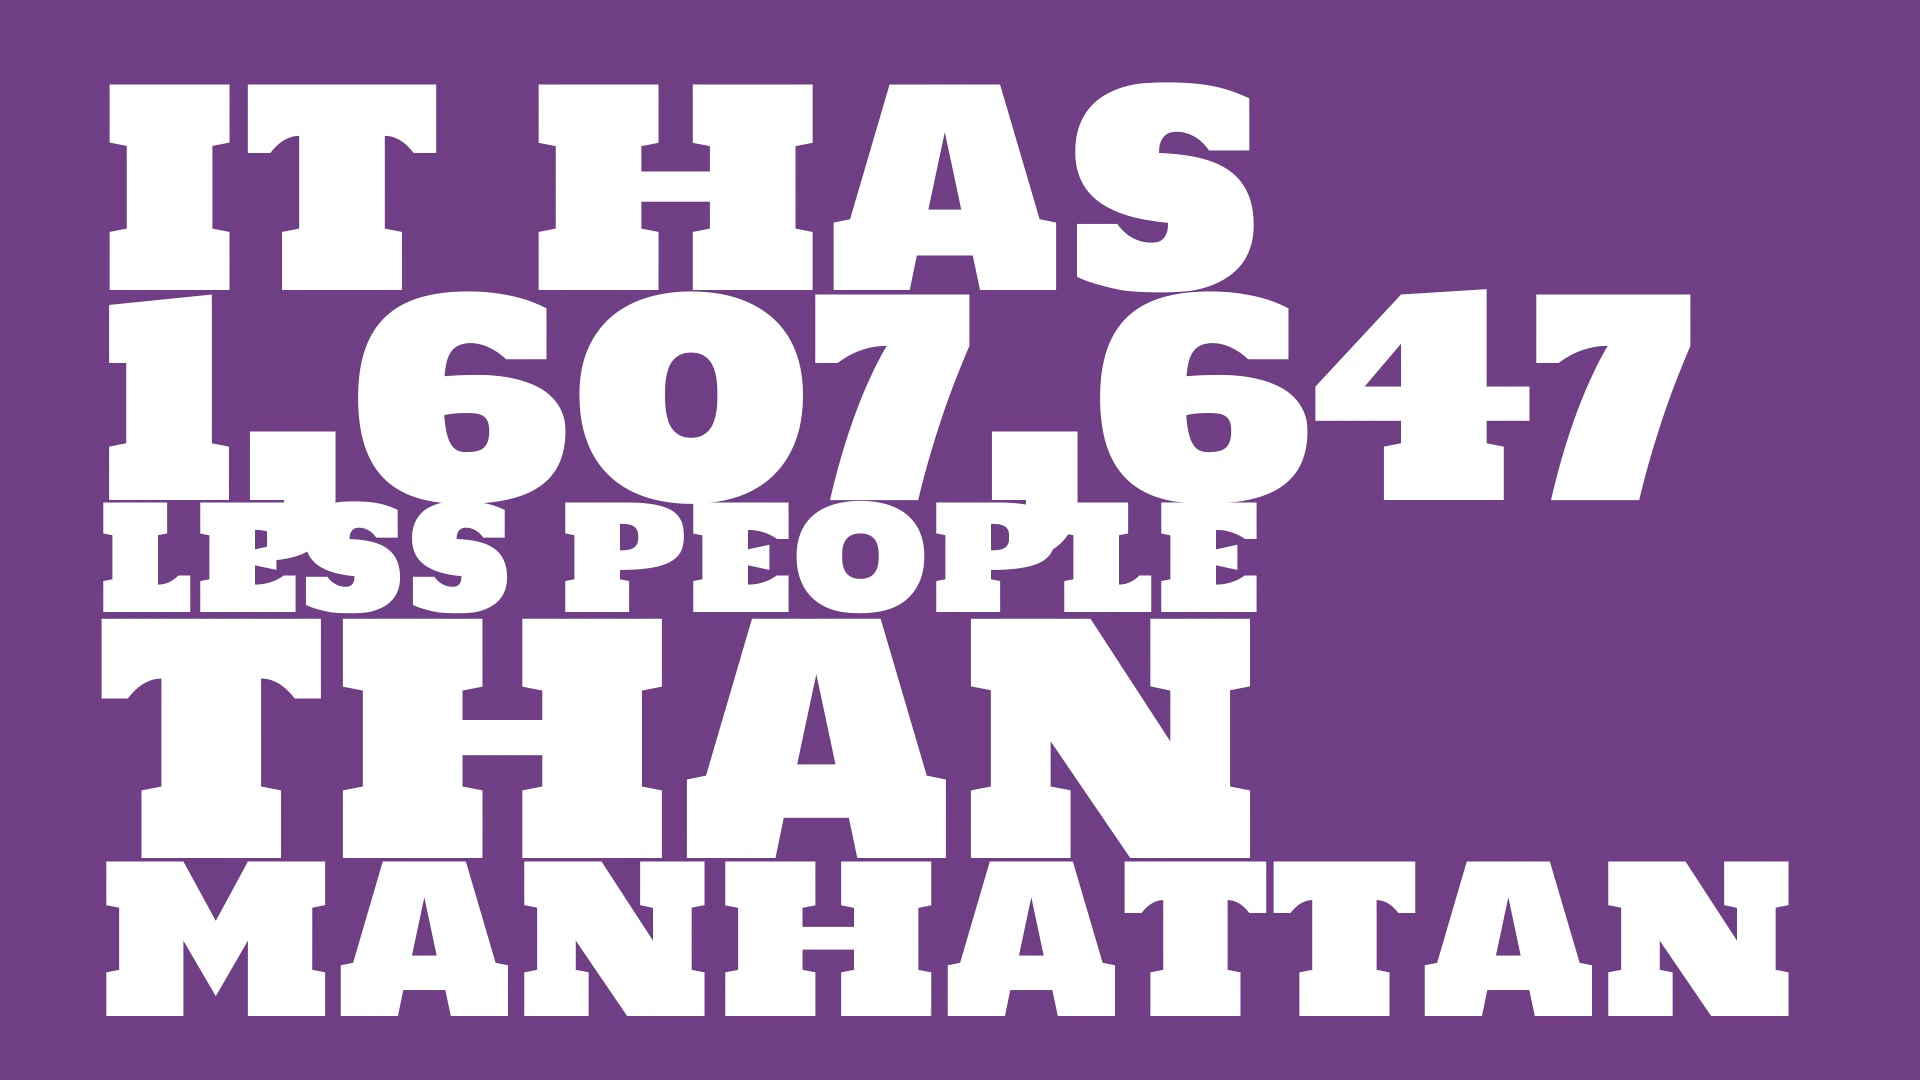 IT HAS
1,607,647
LESS PEOPLE
THAN
MANHATTAN